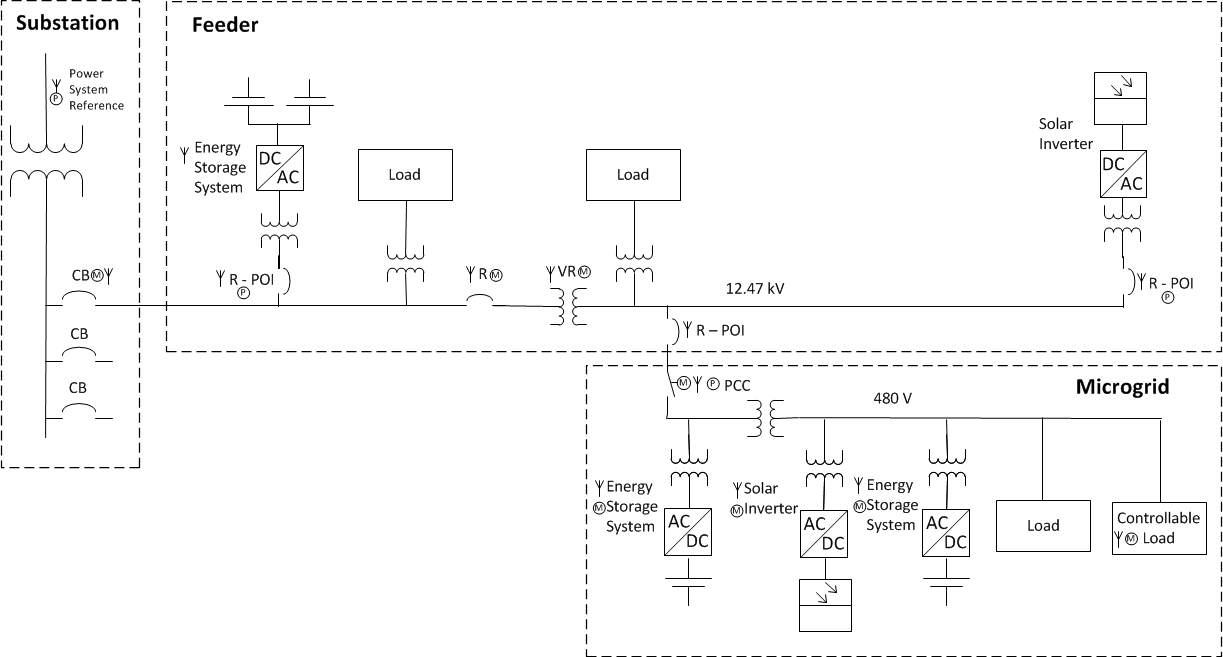 Substation
Power
System
Reference
P
CB M
CB
CB
Feeder
Energy
Storage
System
DC
AC
Load
Load
Solar
Inverter
DC
AC
R - POI
P
R M
VR M
12.47 kV
R - POI
P
R – POI
M P PCC
Microgrid
480 V
Energy
M Storage
System
AC
DC
Solar
M Inverter
AC
DC
Energy
M Storage
System
AC
DC
Load
Controllable
M Load